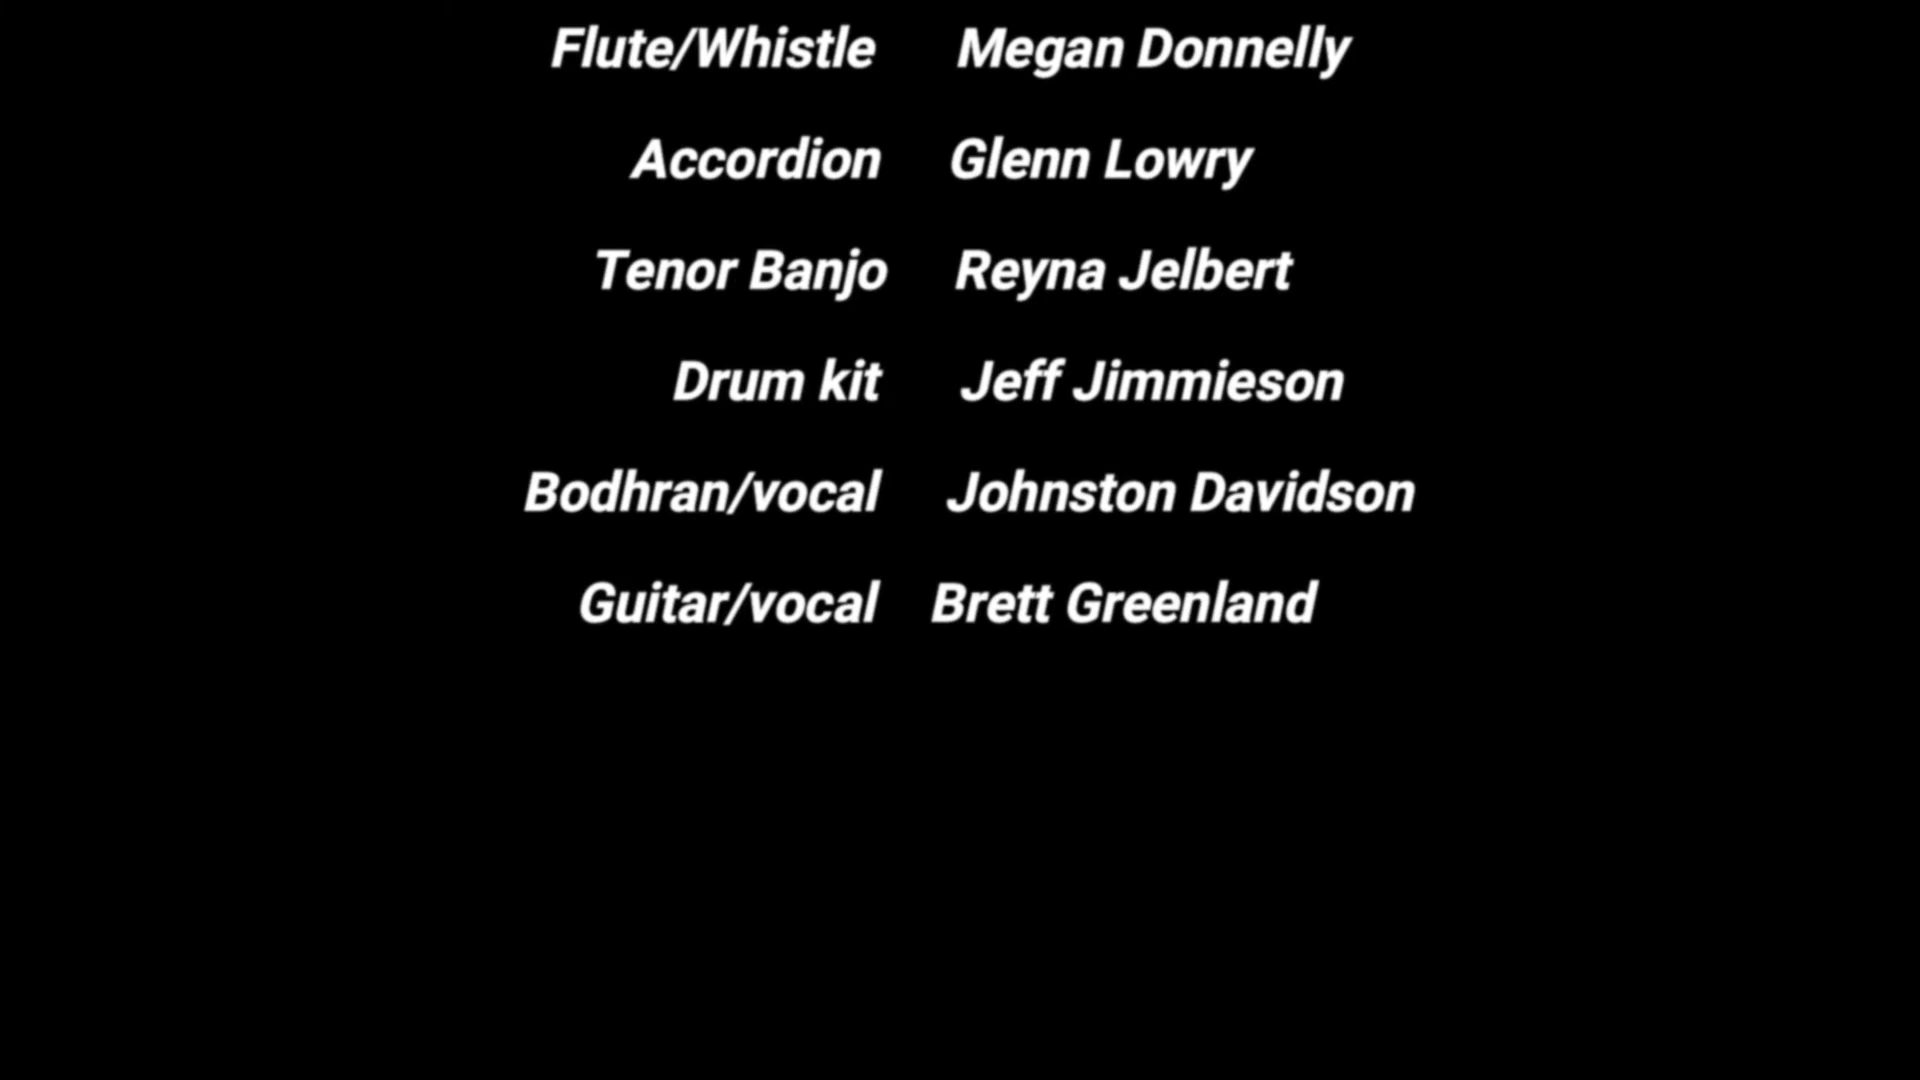 Flute/Whistle Megan Donnelly
Accordion Glenn Lowry
Tenor Banjo Reyna Jelbert
Drum kit Jeff Jimmieson
Bodhran/vocal Johnston Davidson
Guitar/vocal Brett Greenland